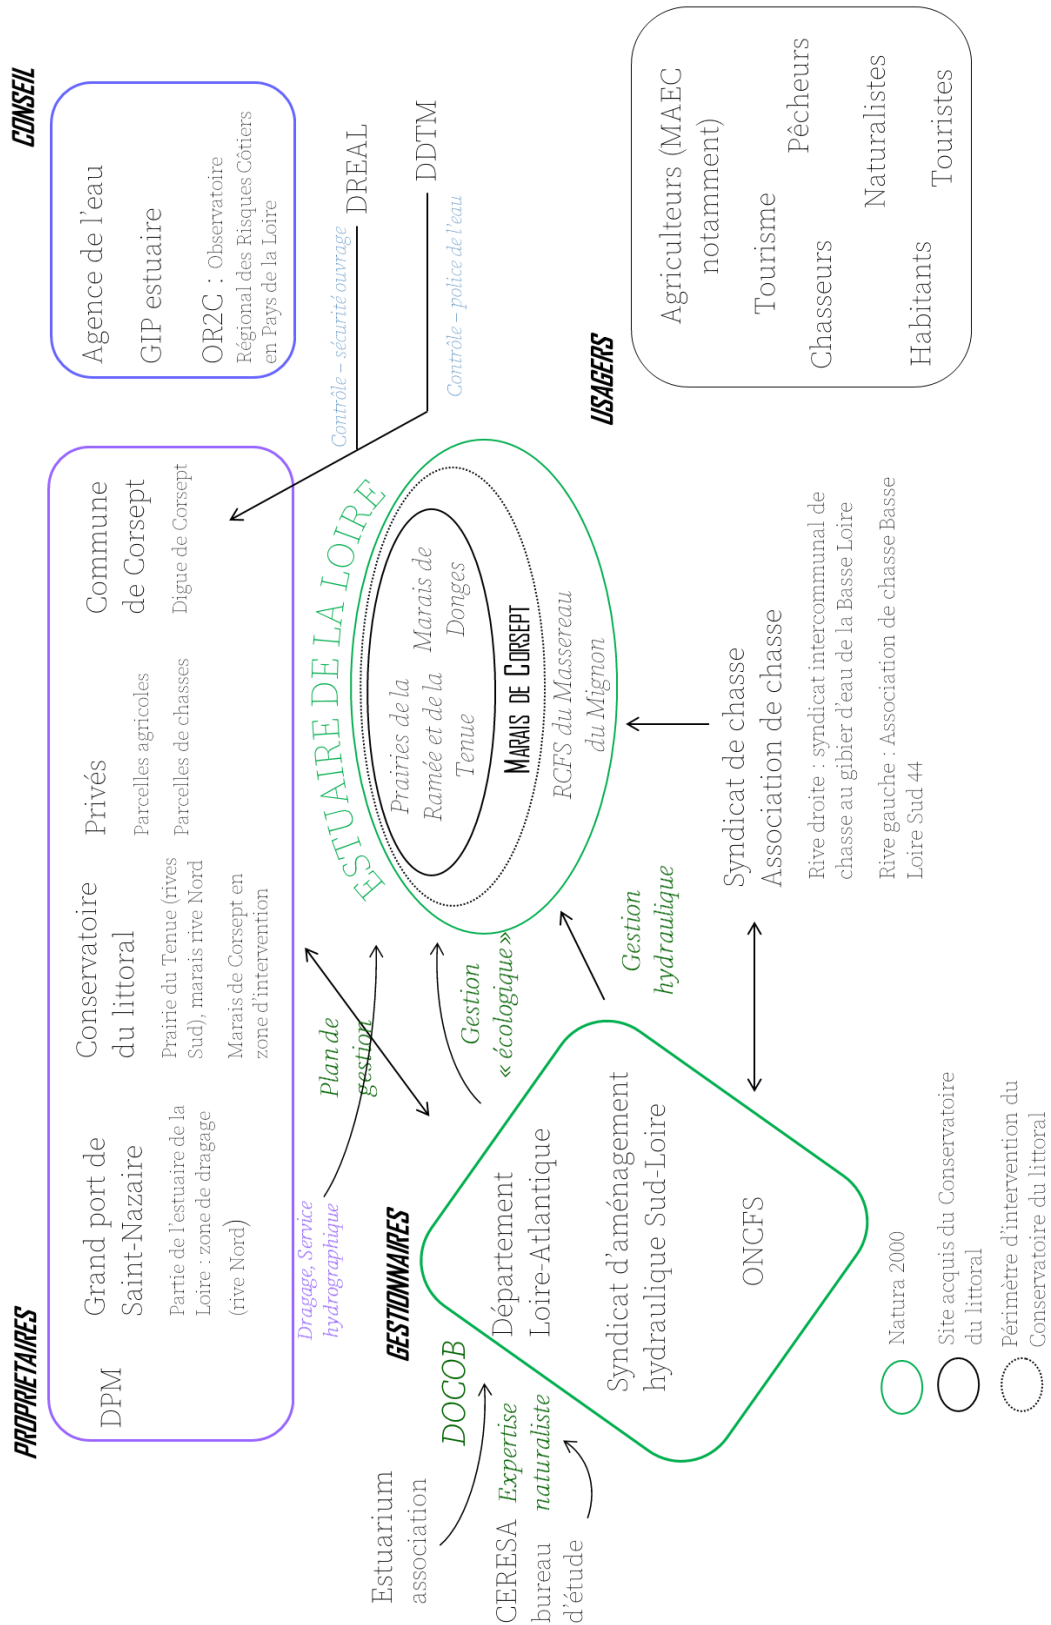 PROPRIETAIRES
DPM
Grand port de
Saint-Nazaire
Partie de l'estuaire de la
Loire : zone de dragage
(rive Nord)
Conservatoire
du littoral
Prairie du Tenue (rives
Sud), marais rive Nord
Marais de Corsept en
zone d'intervention
Privés
Parcelles agricoles
Parcelles de chasses
Commune
de Corsept
Digue de Corsept
CONSEIL
Agence de l'eau
GIP estuaire
OR2C : Observatoire
Régional des Risques Côtiers
en Pays de la Loire
Dragage, Service
hydrographique
Plan de
gestion
Contrôle – sécurité ouvrage
DREAL
DDTM
Contrôle – police de l'eau
ESTUAIRE DE LA LOIRE
Prairies de la
Ramée et de la
Tenue
Marais de
Donges
MARAIS DE CORSEPT
RCFS du Massereau
du Mignon
Gestion
« écologique »
Gestion
hydraulique
GESTIONNAIRES
Estuarium
association
DOCOB
CERESA
bureau
d'étude
Expertise
naturaliste
Département
Loire-Atlantique
Syndicat d'aménagement
hydraulique Sud-Loire
ONCFS
USAGERS
Agriculteurs (MAEC
notamment)
Tourisme
Pêcheurs
Chasseurs
Naturalistes
Habitants
Touristes
Syndicat de chasse
Association de chasse
Rive droite : syndicat intercommunal de
chasse au gibier d'eau de la Basse Loire
Rive gauche : Association de chasse Basse
Loire Sud 44
Natura 2000
Site acquis du Conservatoire
du littoral
Périmètre d'intervention du
Conservatoire du littoral